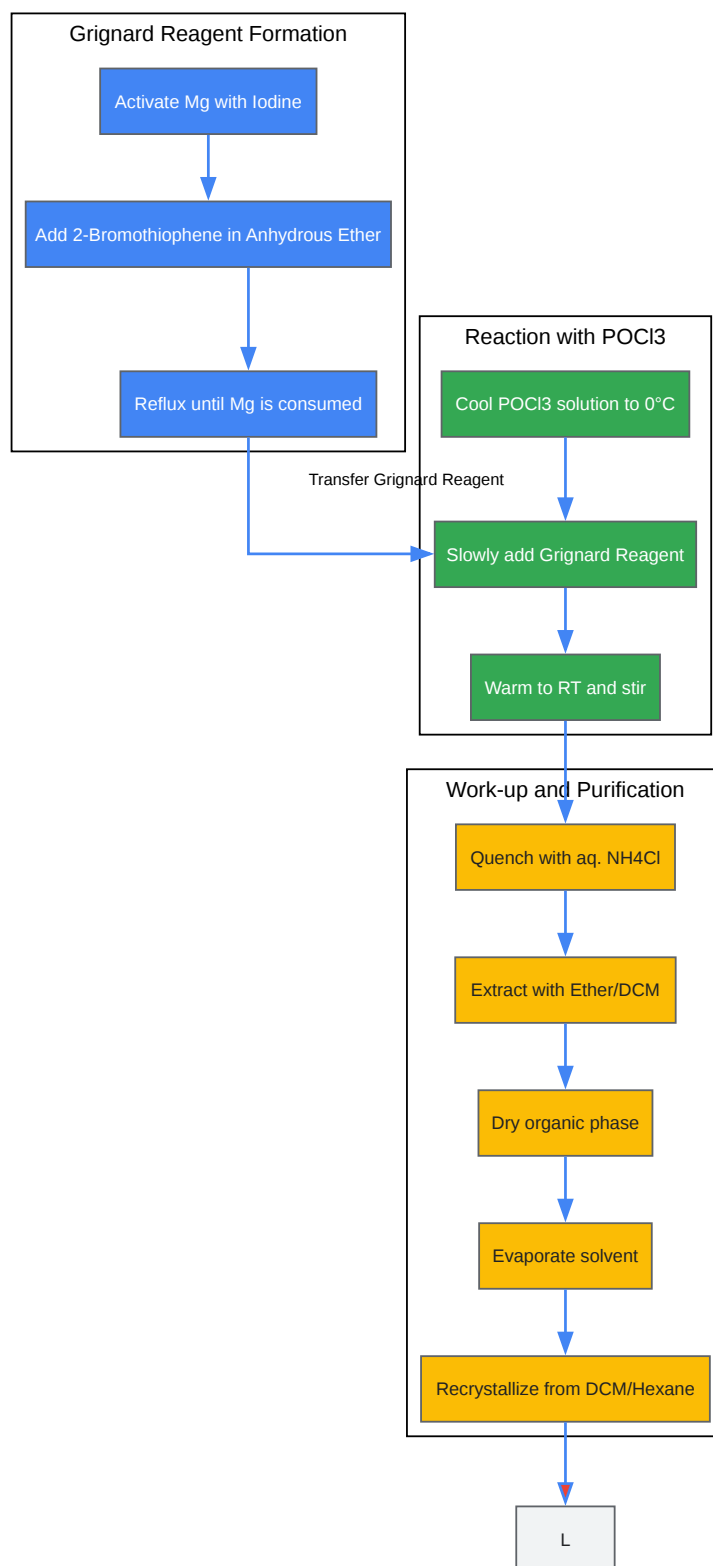 Grignard Reagent Formation
Activate Mg with Iodine
Add 2-Bromothiophene in Anhydrous Ether
Reflux until Mg is consumed
Transfer Grignard Reagent
Reaction with POCl3
Cool POCl3 solution to 0°C
Slowly add Grignard Reagent
Warm to RT and stir
Work-up and Purification
Quench with aq. NH4Cl
Extract with Ether/DCM
Dry organic phase
Evaporate solvent
Recrystallize from DCM/Hexane
L